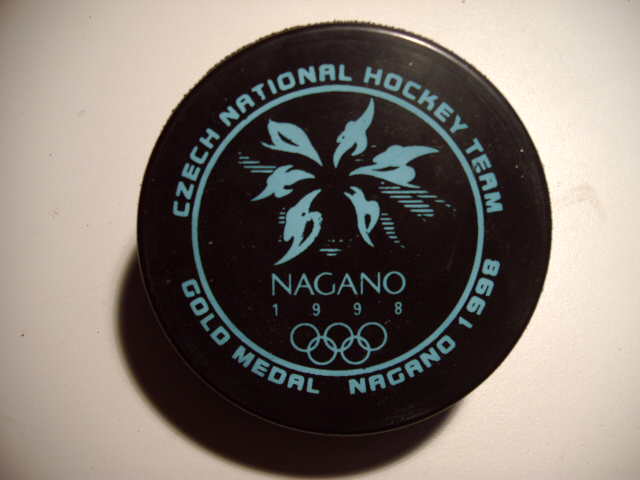 CZECH NATIONAL HOCKEY TEAM
NAGANO
1998
GOLD MEDAL NAGANO 1998